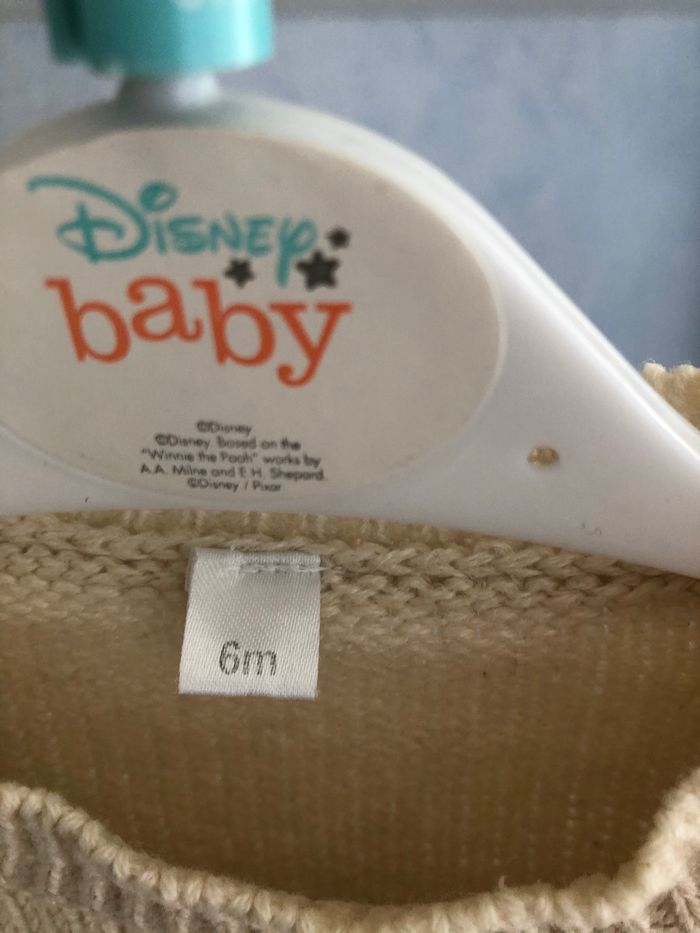 Disney
baby
©Disney
©Disney Based on the
"Winnie the Pooh" works by
A.A. Milne and E.H. Shepard.
©Disney / Pixar
6m